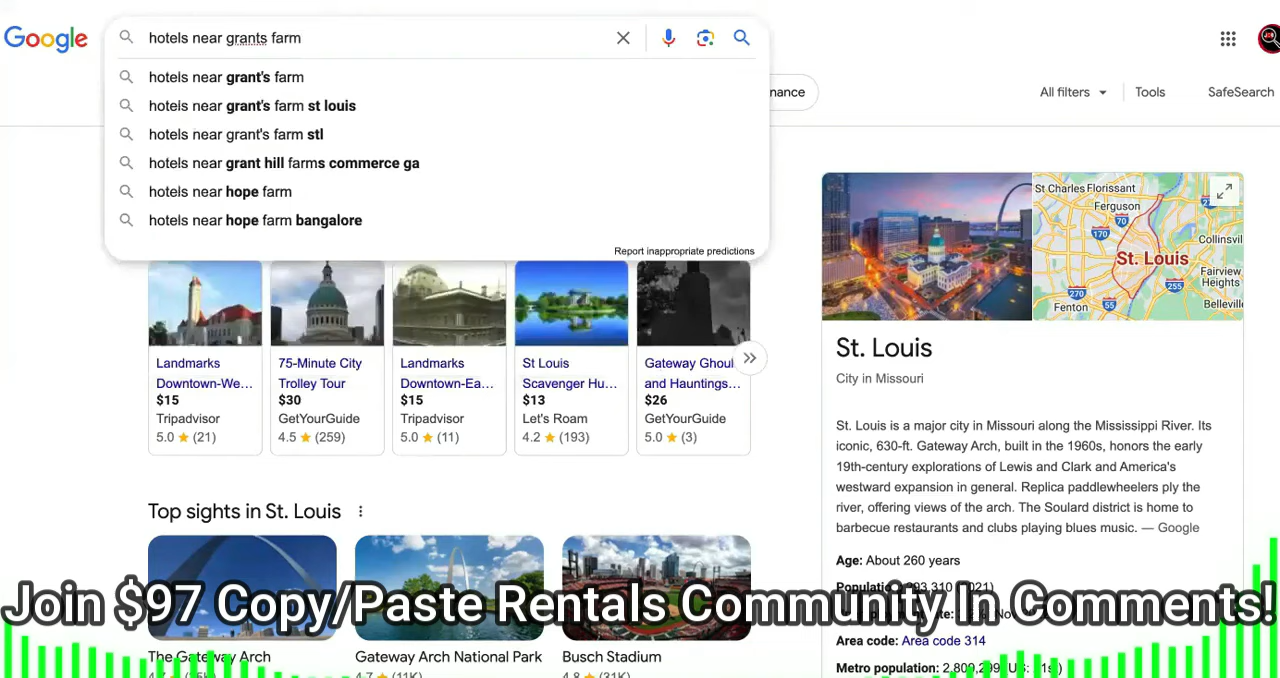 Google
hotels near grants farm
hotels near grant's farm
hotels near grant's farm st louis
hotels near grant's farm stl
hotels near grant hill farms commerce ga
hotels near hope farm
hotels near hope farm bangalore
Report inappropriate predictions
nance
All filters
Tools
SafeSearch
Landmarks
Downtown-We...
$15
Tripadvisor
5.0 ★ (21)
75-Minute City
Trolley Tour
$30
GetYourGuide
4.5 ★ (259)
Landmarks
Downtown-Ea...
$15
Tripadvisor
5.0 ★ (11)
St Louis
Scavenger Hu...
$13
Let's Roam
4.2 ★ (193)
Gateway Ghoul
and Hauntings...
$26
GetYourGuide
5.0 ★ (3)
St Charles
Florissant
Ferguson
70
170
Collinsvil
St. Louis
Fairview
Heights
255
270
55
Fenton
Bellevill
St. Louis
City in Missouri
St. Louis is a major city in Missouri along the Mississippi River. Its
iconic, 630-ft. Gateway Arch, built in the 1960s, honors the early
19th-century explorations of Lewis and Clark and America's
westward expansion in general. Replica paddlewheelers ply the
river, offering views of the arch. The Soulard district is home to
barbecue restaurants and clubs playing blues music. — Google
Age: About 260 years
Area code: Area code 314
Metro population:
Top sights in St. Louis
Join $97 Copy/Paste Rentals Community In Comments!
The Gateway Arch
Gateway Arch National Park
4.7 ★ (11K)
Busch Stadium
4.8 ★ (31K)